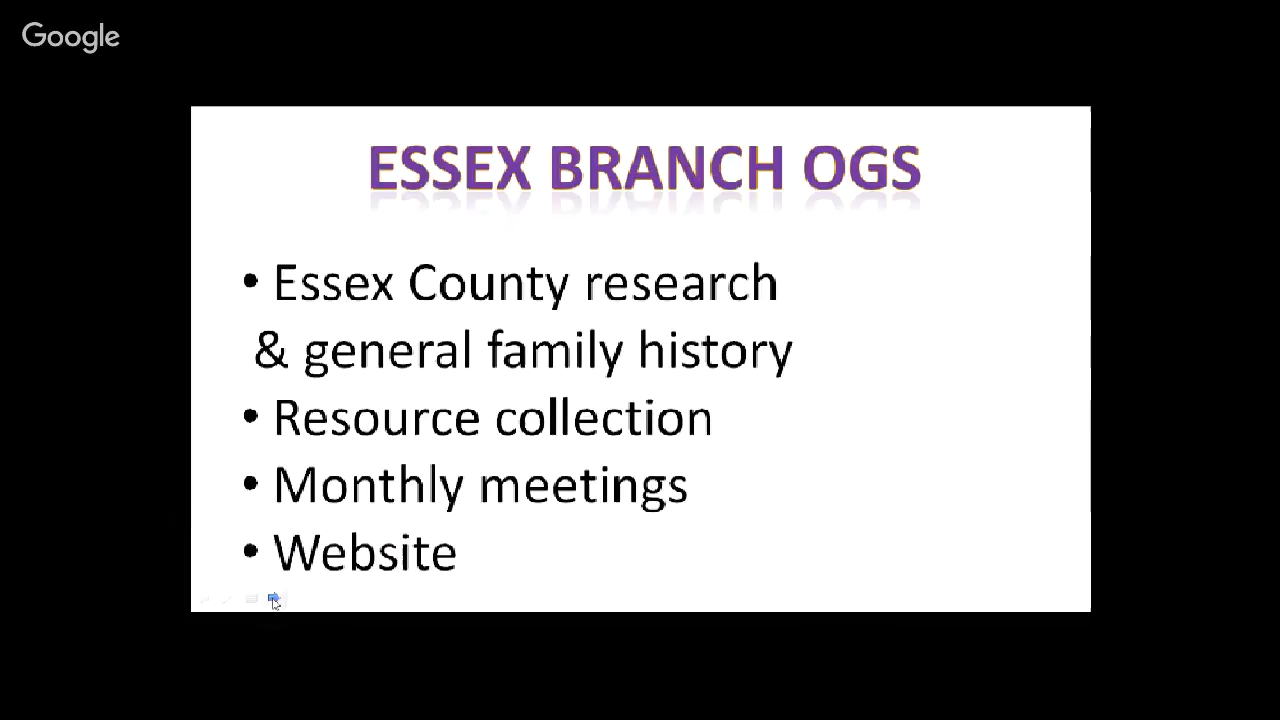 Google
ESSEX BRANCH OGS
• Essex County research
& general family history
• Resource collection
• Monthly meetings
• Website